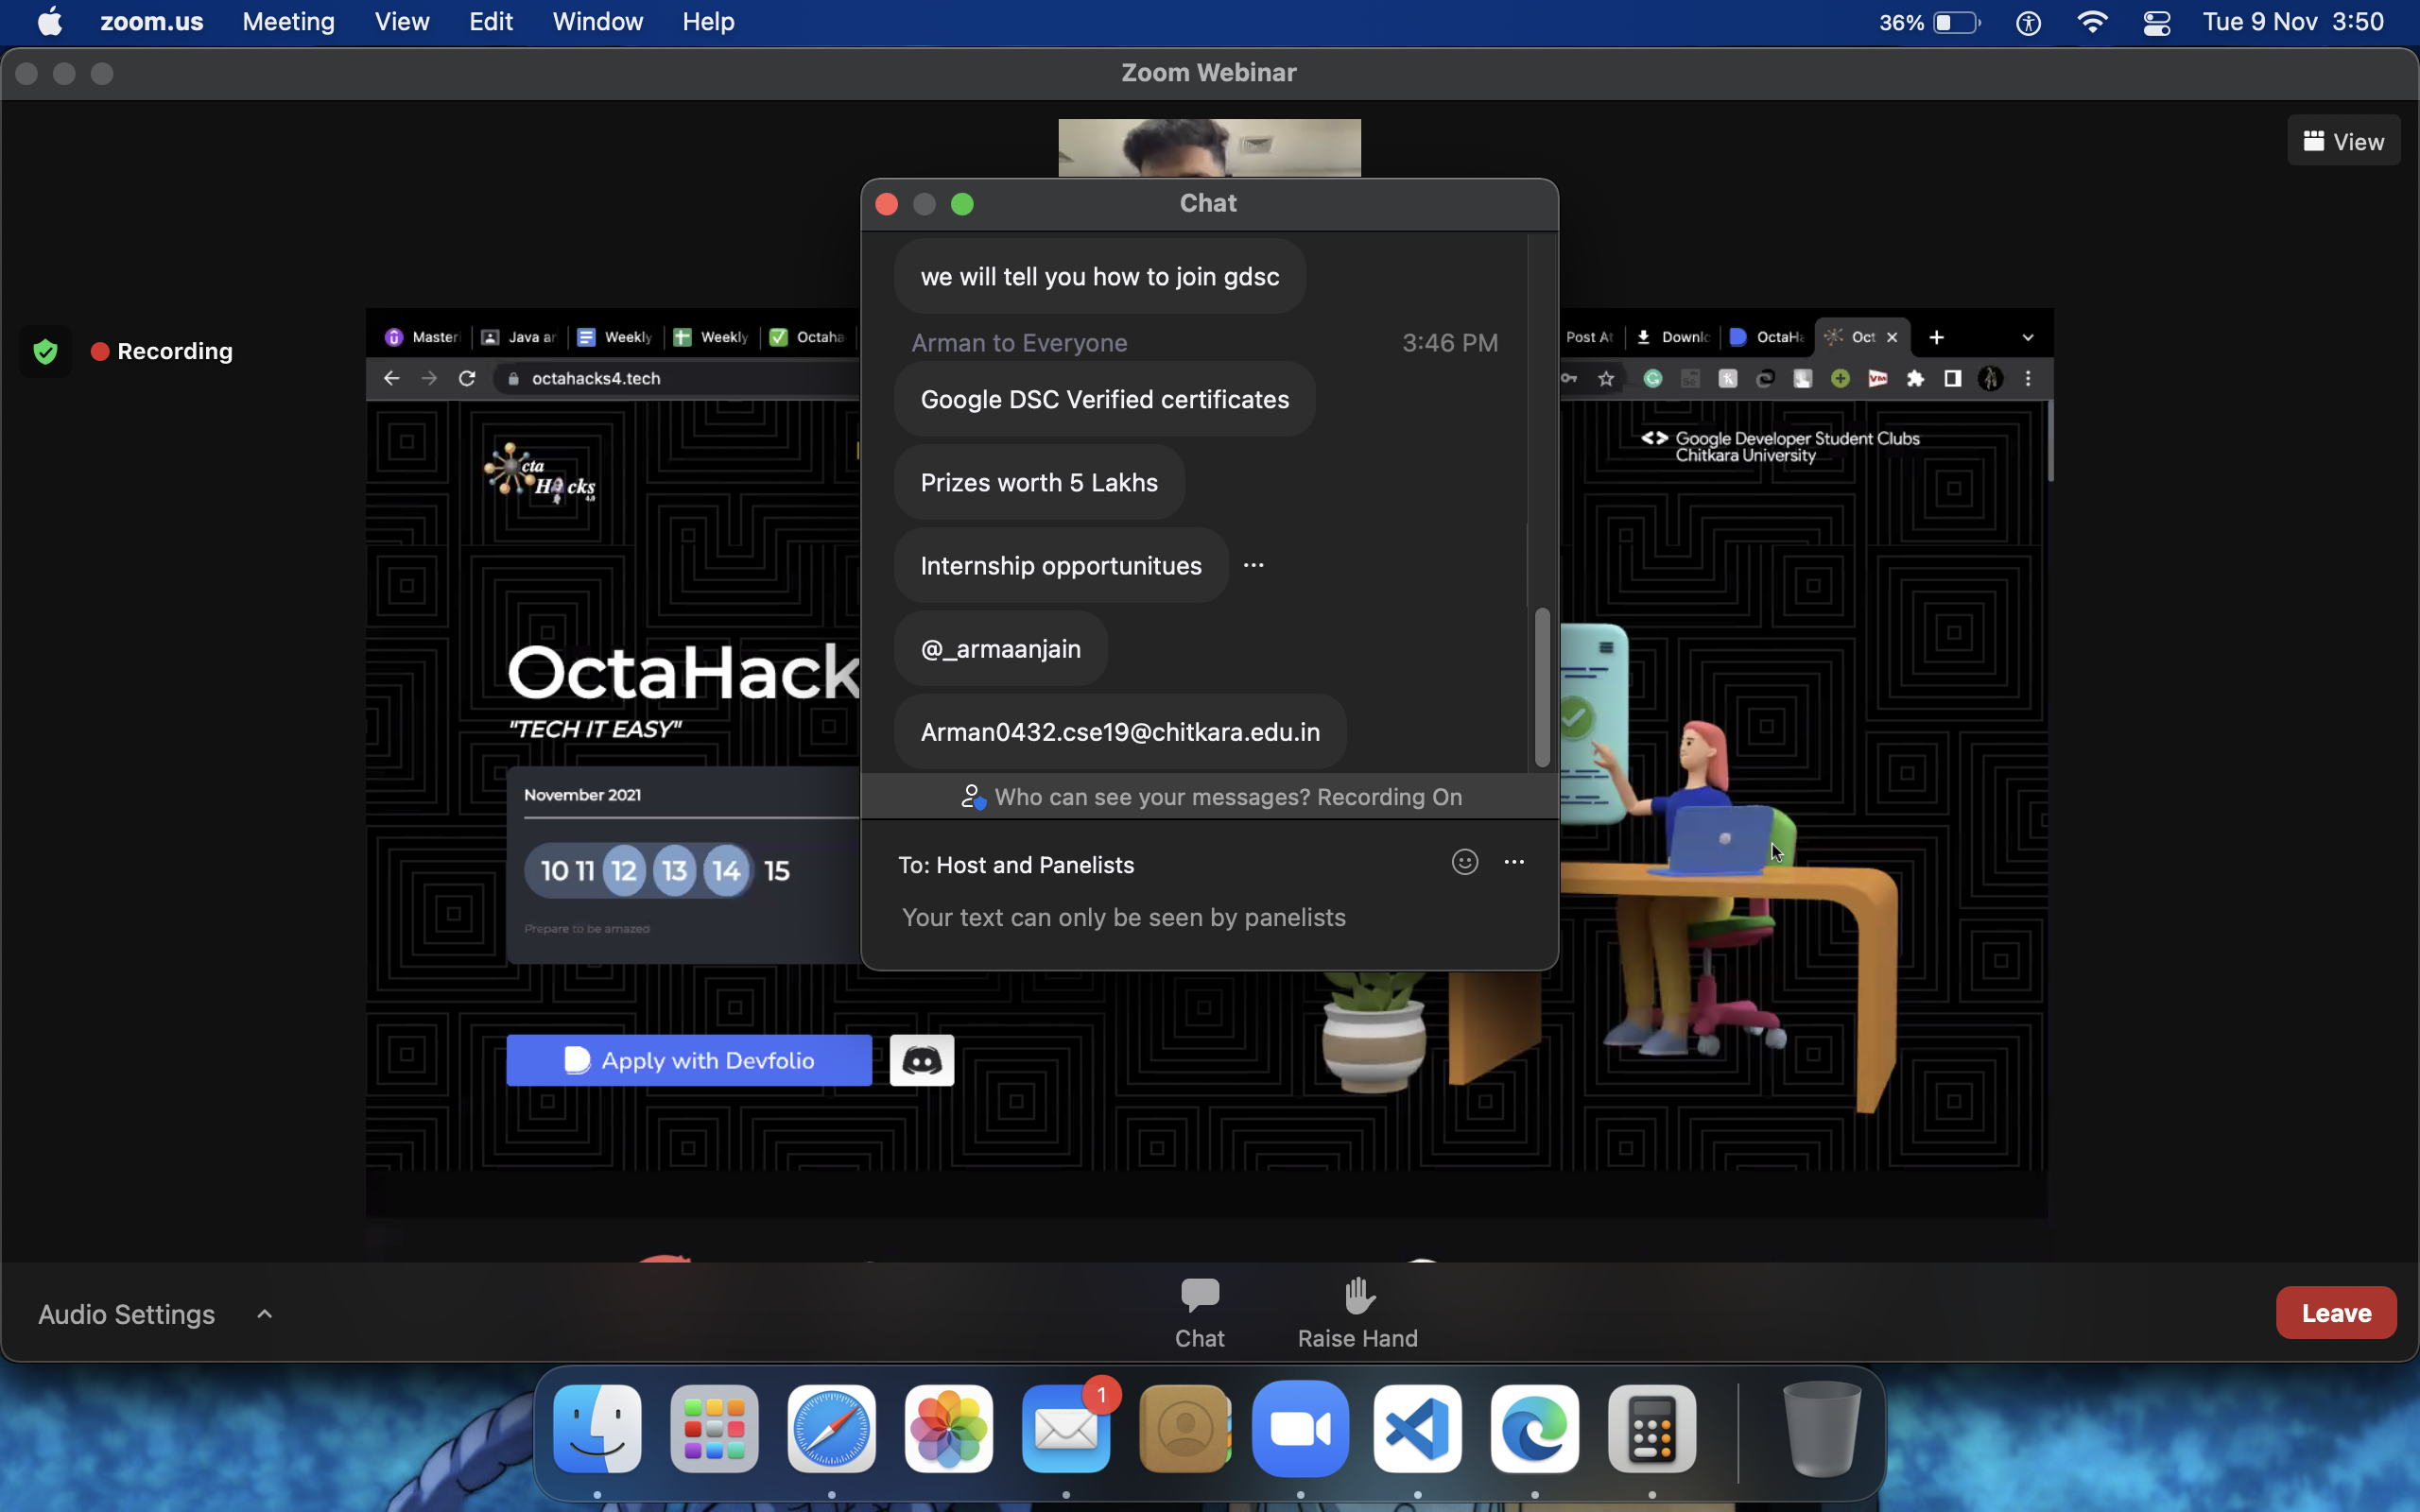 zoom.us Meeting View Edit Window Help 36% Tue 9 Nov 3:50
Zoom Webinar
View
Chat
we will tell you how to join gdsc
Arman to Everyone 3:46 PM
Google DSC Verified certificates
Prizes worth 5 Lakhs
Internship opportunitues
@_armaanjain
Arman0432.cse19@chitkara.edu.in
Who can see your messages? Recording On
To: Host and Panelists
Your text can only be seen by panelists
Recording
Masteri Java ar Weekly Weekly Octaha Post At Downlo OctaHa Oct
octahacks4.tech
cta
Hacks
4.0
<> Google Developer Student Clubs
Chitkara University
OctaHack
"TECH IT EASY"
November 2021
10 11 12 13 14 15
Prepare to be amazed
Apply with Devfolio
Audio Settings
Chat
Raise Hand
Leave
1